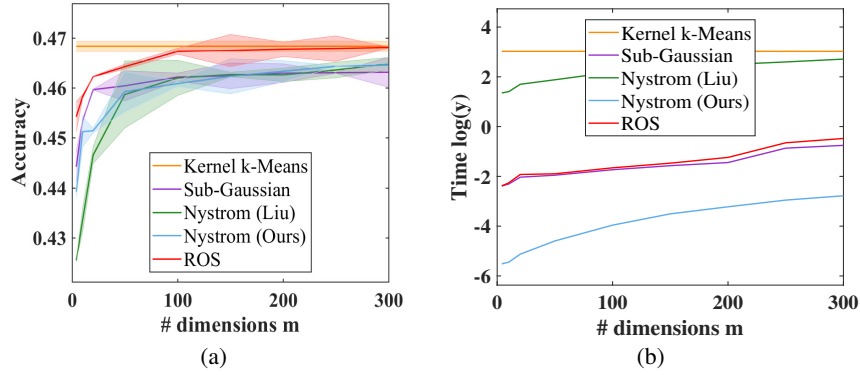 0.47
0.46
0.45
0.44
0.43
Accuracy
Kernel k-Means
Sub-Gaussian
Nystrom (Liu)
Nystrom (Ours)
ROS
0 100 200 300
# dimensions m
(a)
4
2
0
-2
-4
-6
Time log(y)
Kernel k-Means
Sub-Gaussian
Nystrom (Liu)
Nystrom (Ours)
ROS
0 100 200 300
# dimensions m
(b)